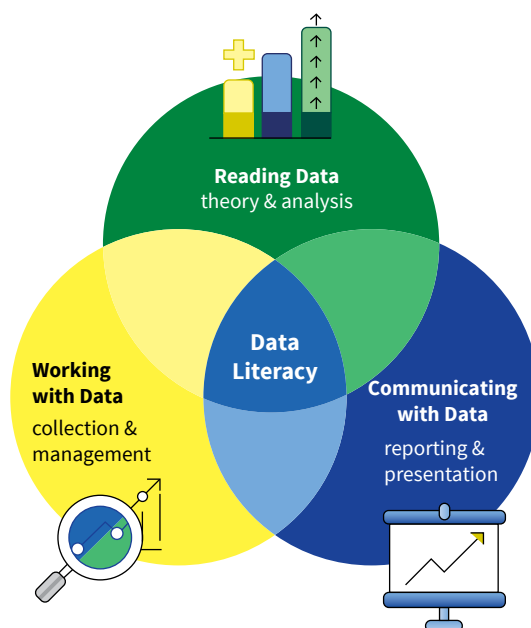 Reading Data
theory & analysis
Data
Literacy
Working
with Data
collection &
management
Communicating
with Data
reporting &
presentation